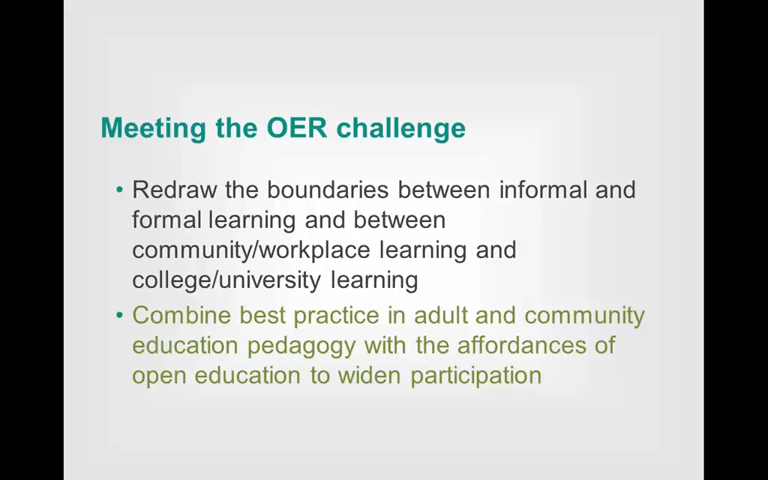 Meeting the OER challenge
• Redraw the boundaries between informal and
formal learning and between
community/workplace learning and
college/university learning
• Combine best practice in adult and community
education pedagogy with the affordances of
open education to widen participation